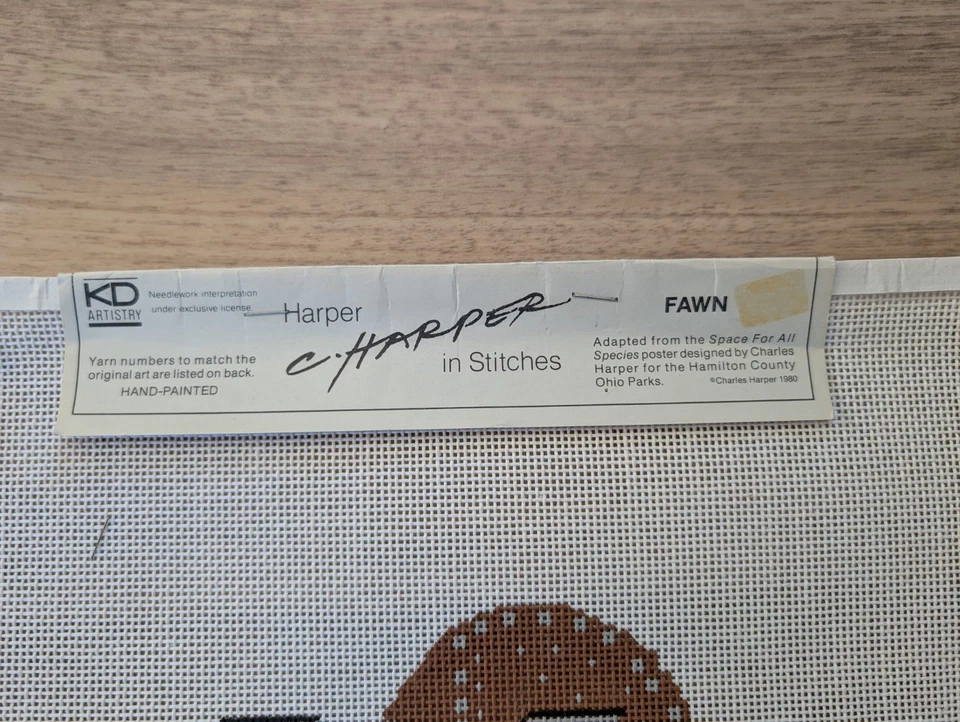 KD
ARTISTRY
Needlework interpretation
under exclusive license.
Yarn numbers to match the
original art are listed on back.
HAND-PAINTED
Harper
C. HARPER
in Stitches
FAWN
Adapted from the Space For All
Species poster designed by Charles
Harper for the Hamilton County
Ohio Parks.
©Charles Harper 1980